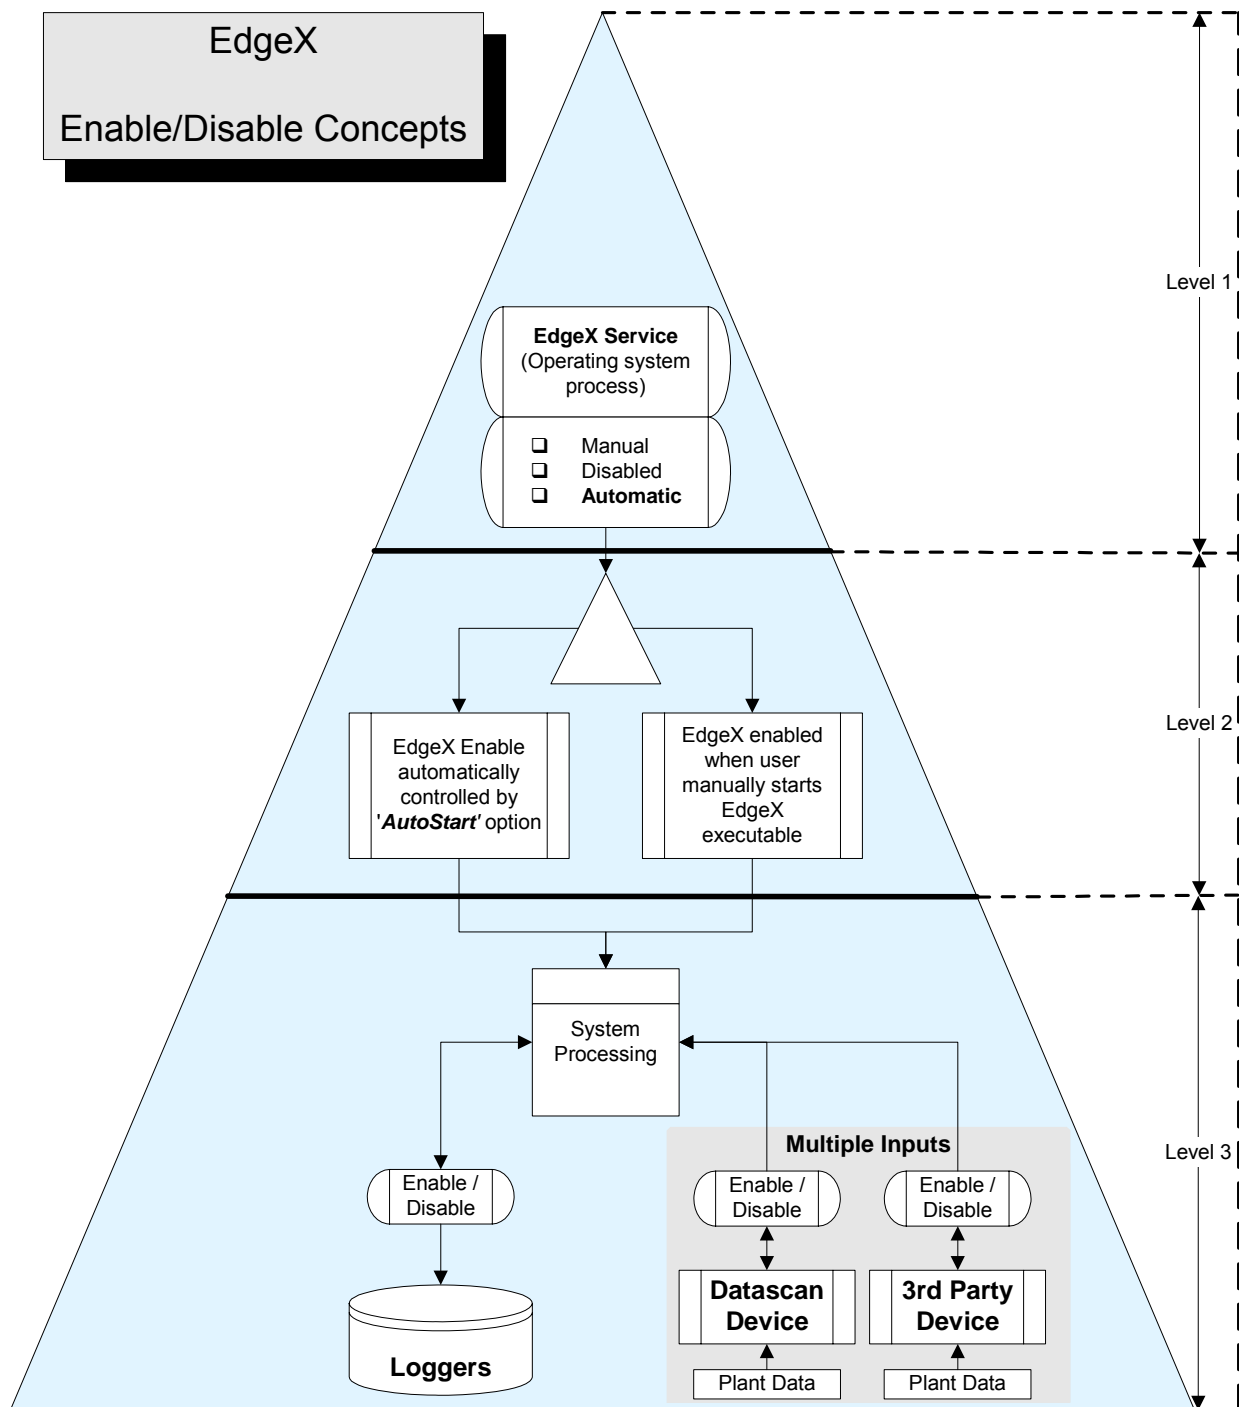 EdgeX
Enable/Disable Concepts
Level 1
EdgeX Service
(Operating system
process)
❑ Manual
❑ Disabled
❑ Automatic
Level 2
EdgeX Enable
automatically
controlled by
'AutoStart' option
EdgeX enabled
when user
manually starts
EdgeX
executable
System
Processing
Level 3
Multiple Inputs
Enable /
Disable
Enable /
Disable
Enable /
Disable
Datascan
Device
3rd Party
Device
Loggers
Plant Data
Plant Data